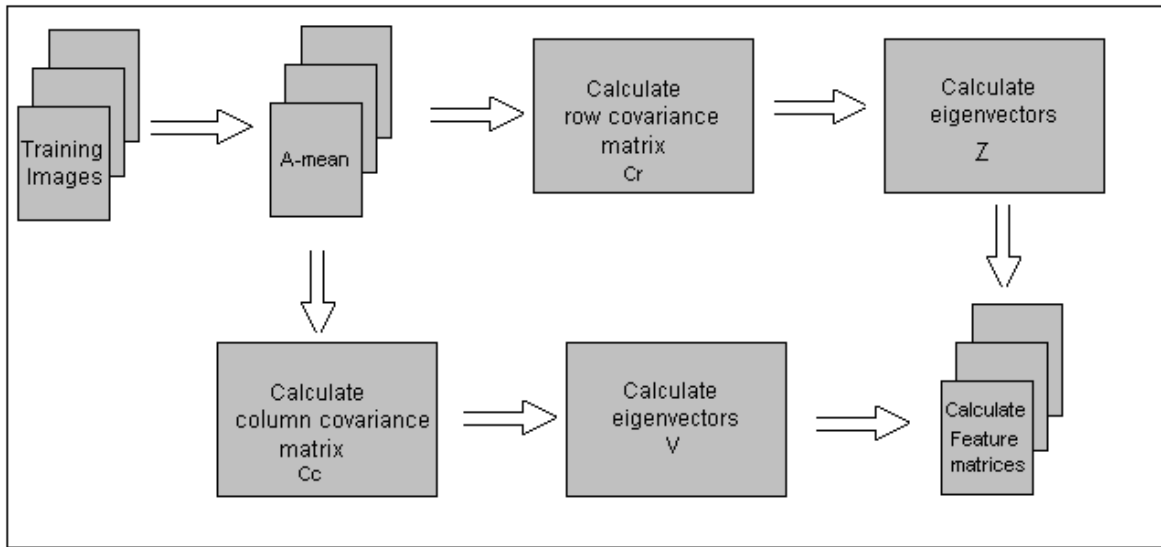 Training
Images
A-mean
Calculate
row covariance
matrix
Cr
Calculate
eigenvectors
Z
Calculate
column covariance
matrix
Cc
Calculate
eigenvectors
V
Calculate
Feature
matrices